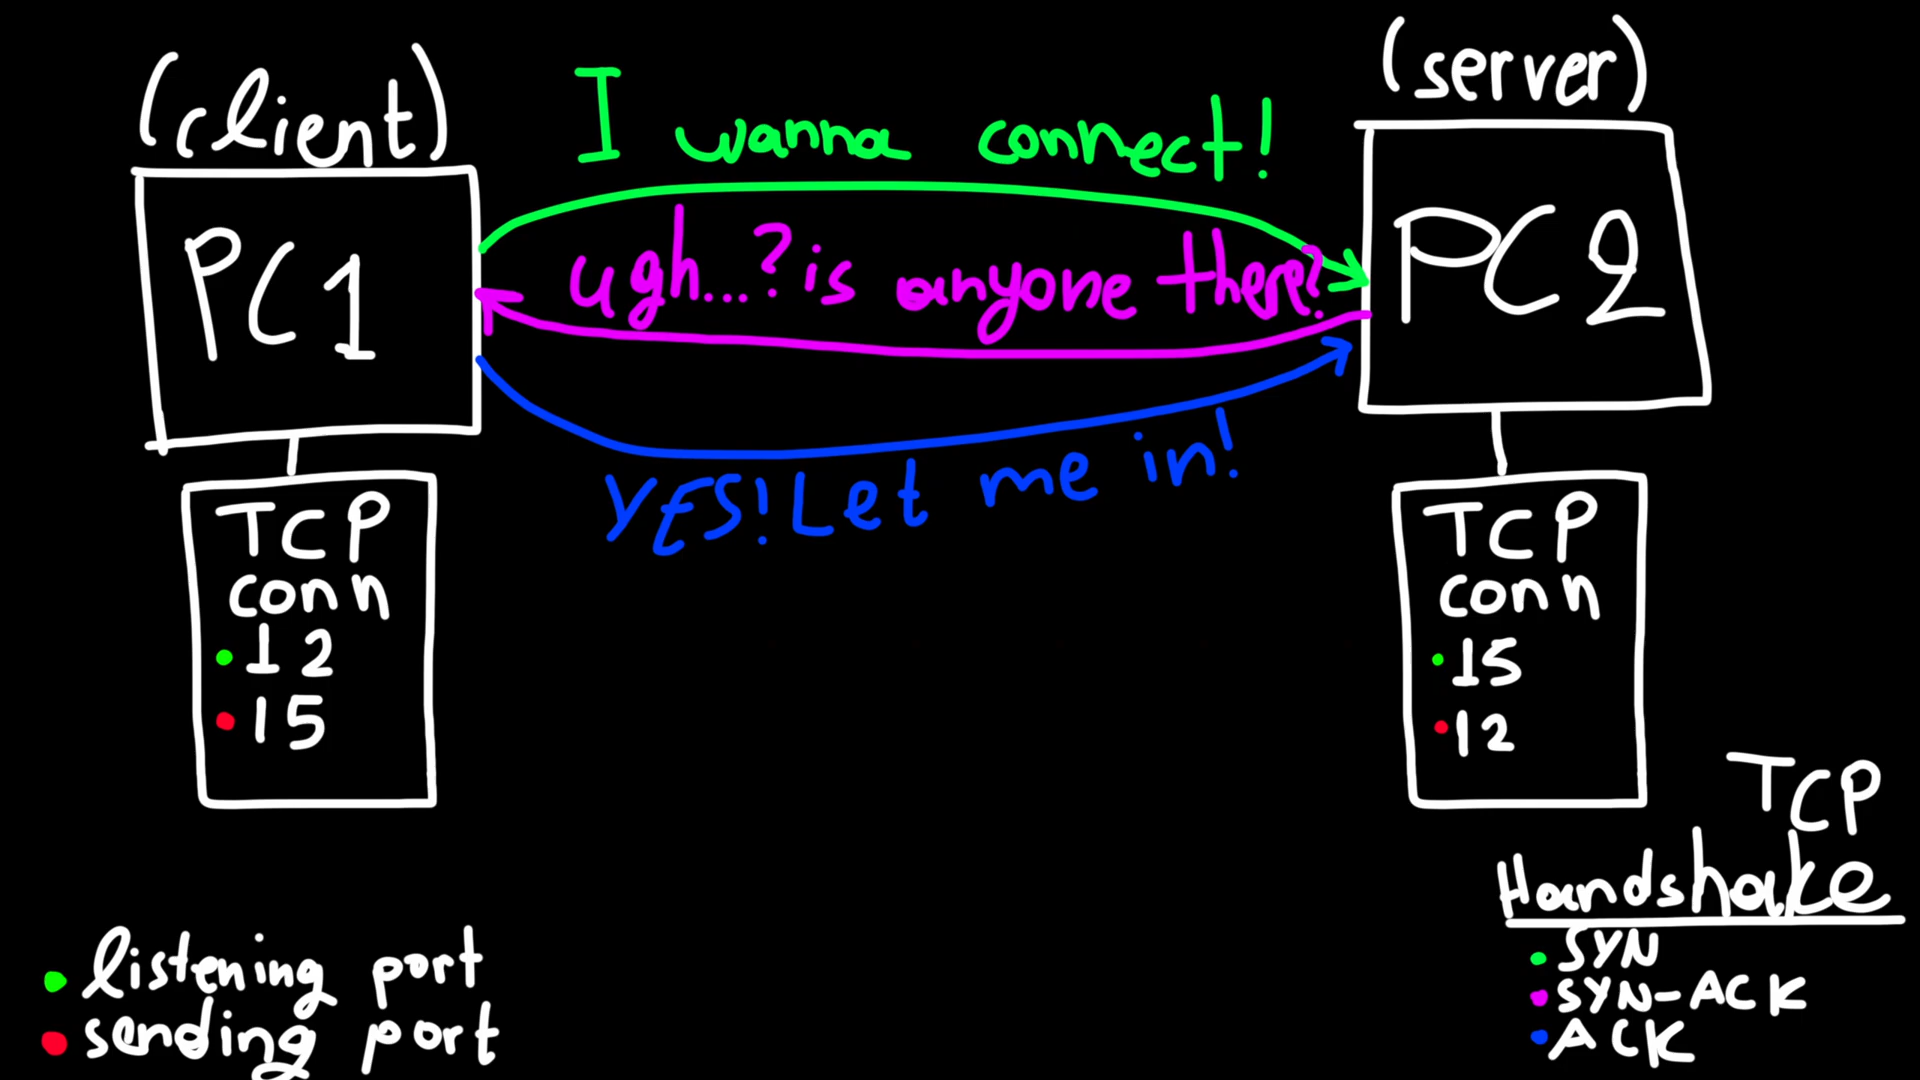 (client)
I wanna connect!
(server)
PC1
ugh...? is anyone there?
PC2
YES! Let me in!
TCP
conn
12
15
TCP
conn
15
12
TCP
Handshake
SYN
SYN-ACK
ACK
listening port
sending port